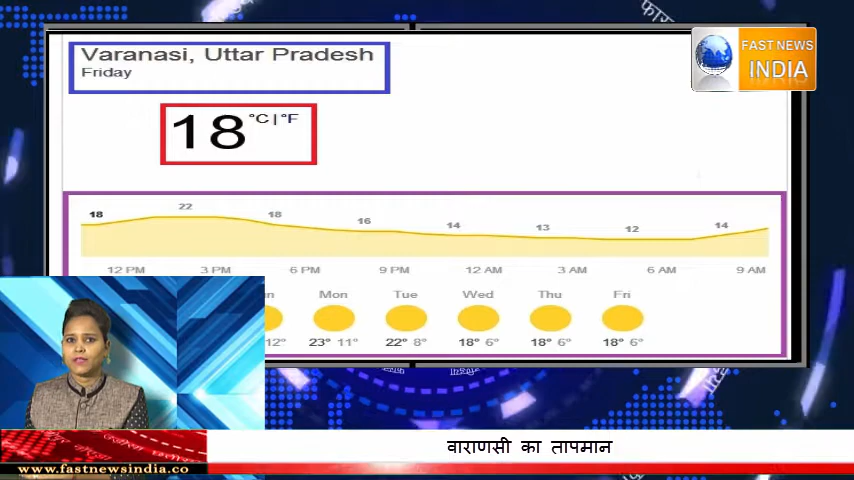 Varanasi, Uttar Pradesh
Friday
FAST NEWS
INDIA
18 °C | °F
18 22 18 16 14 13 12 14
12 PM 3 PM 6 PM 9 PM 12 AM 3 AM 6 AM 9 AM
Mon Tue Wed Thu Fri
12° 23° 11° 22° 8° 18° 6° 18° 6° 18° 6°
वाराणसी का तापमान
www.fastnewsindia.co